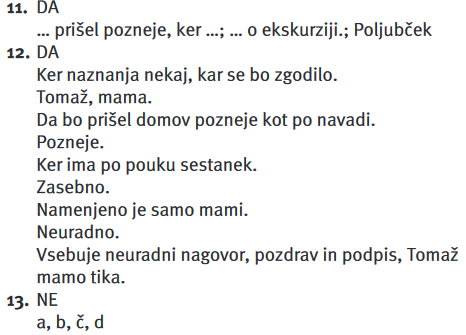 11. DA
... prišel pozneje, ker ...; ... o ekskurziji.; Poljubček
12. DA
Ker naznanja nekaj, kar se bo zgodilo.
Tomaž, mama.
Da bo prišel domov pozneje kot po navadi.
Pozneje.
Ker ima po pouku sestanek.
Zasebno.
Namenjeno je samo mami.
Neuradno.
Vsebuje neuradni nagovor, pozdrav in podpis, Tomaž
mamo tika.
13. NE
a, b, č, d